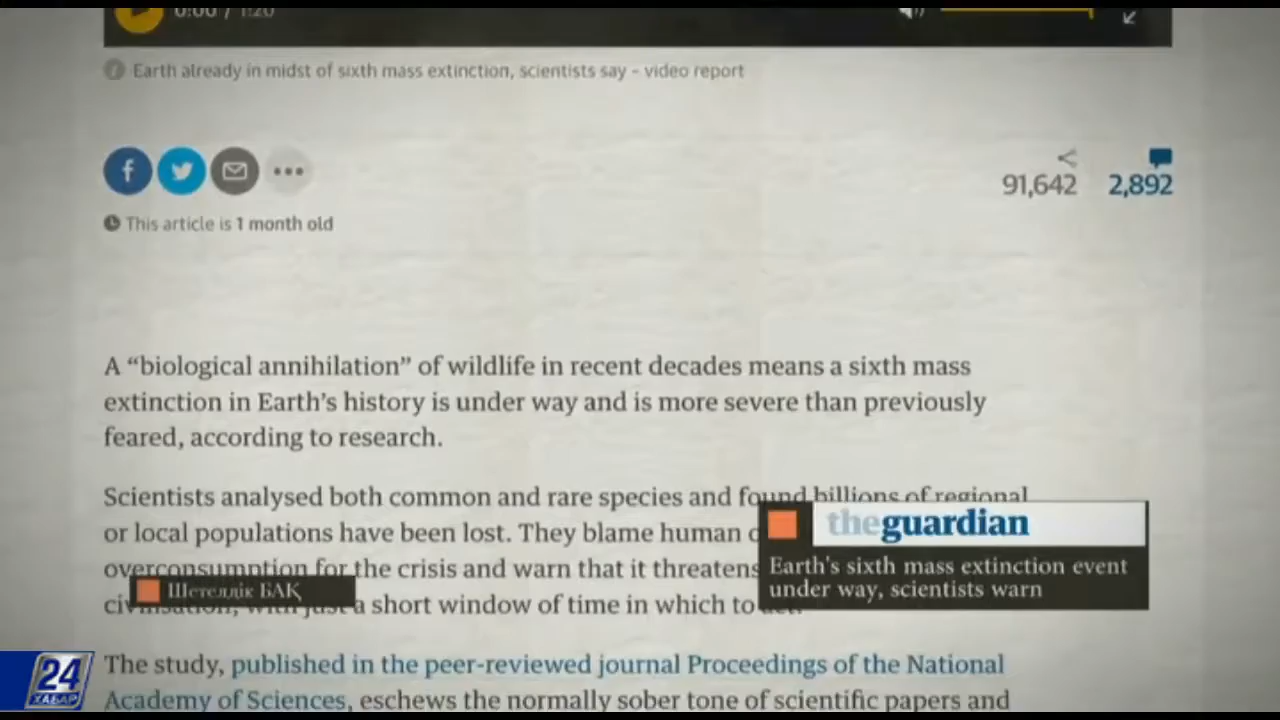 0:00 / 1:20
Earth already in midst of sixth mass extinction, scientists say – video report
91,642 2,892
This article is 1 month old
A “biological annihilation” of wildlife in recent decades means a sixth mass
extinction in Earth’s history is under way and is more severe than previously
feared, according to research.
Scientists analysed both common and rare species and found billions of regional
or local populations have been lost. They blame human
overconsumption for the crisis and warn that it threatens
a short window of time in which to
theguardian
Earth's sixth mass extinction event
under way, scientists warn
Шетелдік БАҚ
The study, published in the peer-reviewed journal Proceedings of the National
Academy of Sciences, eschews the normally sober tone of scientific papers and
24
ХАБАР